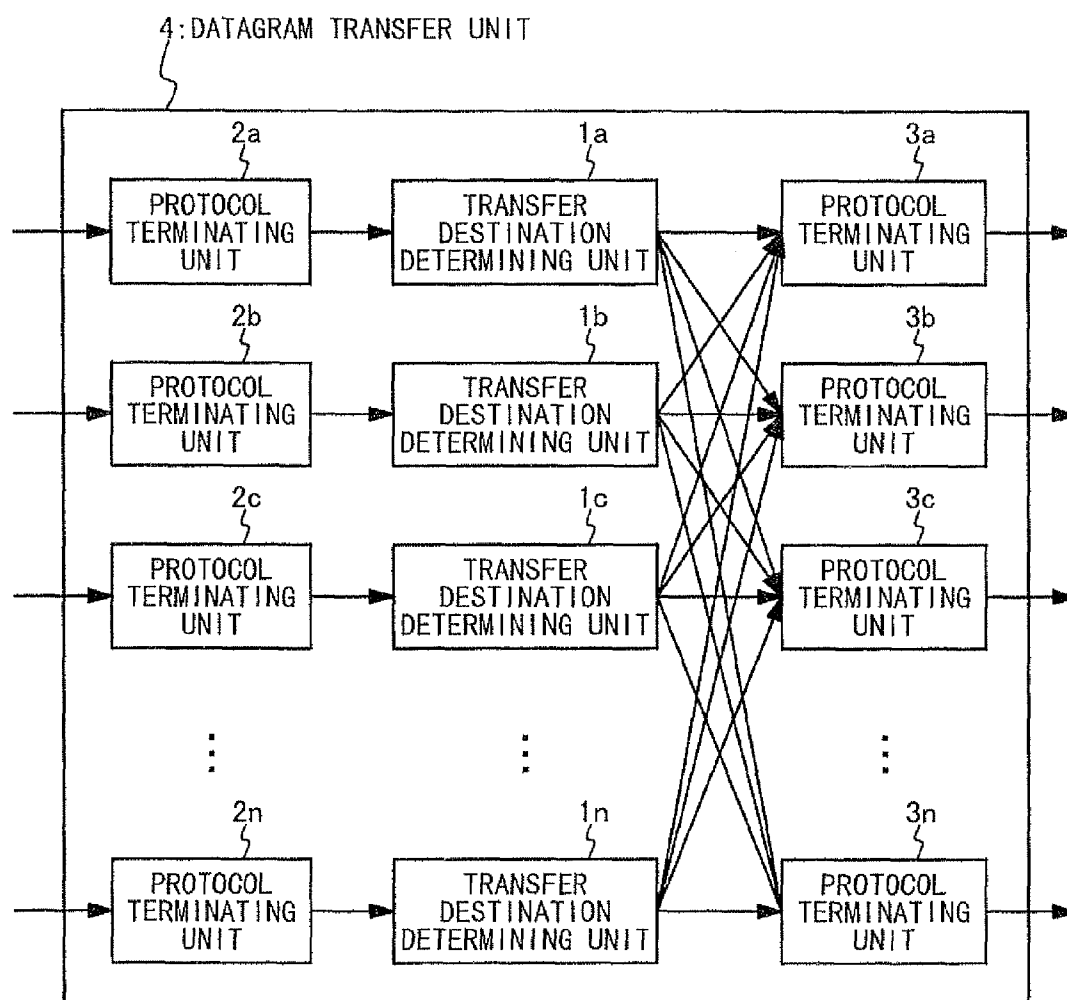 4:DATAGRAM TRANSFER UNIT
2a
1a
3a
PROTOCOL
TERMINATING
UNIT
TRANSFER
DESTINATION
DETERMINING UNIT
PROTOCOL
TERMINATING
UNIT
2b
1b
3b
PROTOCOL
TERMINATING
UNIT
TRANSFER
DESTINATION
DETERMINING UNIT
PROTOCOL
TERMINATING
UNIT
2c
1c
3c
PROTOCOL
TERMINATING
UNIT
TRANSFER
DESTINATION
DETERMINING UNIT
PROTOCOL
TERMINATING
UNIT
2n
1n
3n
PROTOCOL
TERMINATING
UNIT
TRANSFER
DESTINATION
DETERMINING UNIT
PROTOCOL
TERMINATING
UNIT